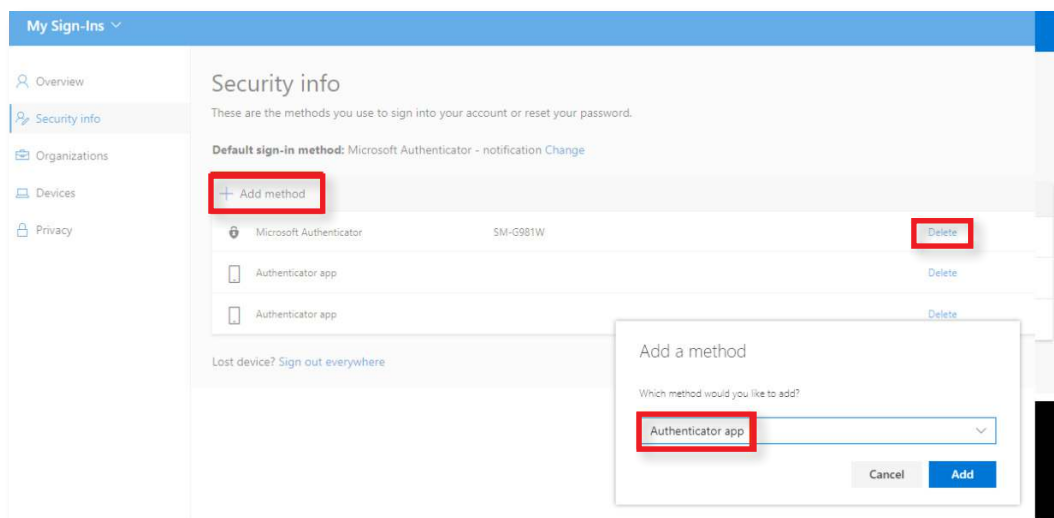 My Sign-Ins
Overview
Security info
Organizations
Devices
Privacy
Security info
These are the methods you use to sign into your account or reset your password.
Default sign-in method: Microsoft Authenticator - notification Change
+ Add method
Microsoft Authenticator SM-G981W Delete
Authenticator app Delete
Authenticator app Delete
Lost device? Sign out everywhere
Add a method
Which method would you like to add?
Authenticator app
Cancel Add